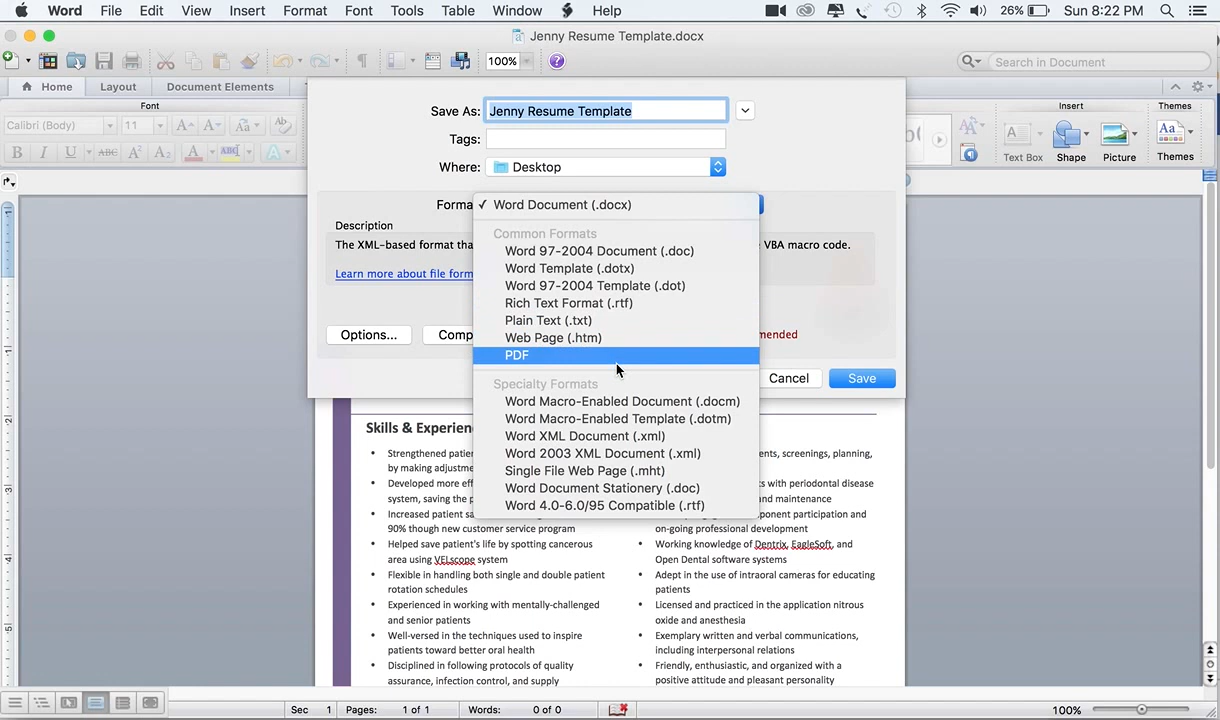 Word File Edit View Insert Format Font Tools Table Window Help 26% Sun 8:22 PM
Jenny Resume Template.docx
100% Search in Document
Home Layout Document Elements
Font Insert Themes
Calibri (Body) 11
Text Box Shape Picture Themes
Save As: Jenny Resume Template
Tags:
Where: Desktop
Forma ✓ Word Document (.docx)
Description
The XML-based format tha VBA macro code.
Learn more about file form
Options... Comp mended
Common Formats
Word 97-2004 Document (.doc)
Word Template (.dotx)
Word 97-2004 Template (.dot)
Rich Text Format (.rtf)
Plain Text (.txt)
Web Page (.htm)
PDF
Specialty Formats
Word Macro-Enabled Document (.docm)
Word Macro-Enabled Template (.dotm)
Word XML Document (.xml)
Word 2003 XML Document (.xml)
Single File Web Page (.mht)
Word Document Stationery (.doc)
Word 4.0-6.0/95 Compatible (.rtf)
Cancel Save
Skills & Experien
• Strengthened patie
by making adjustme
• Developed more eff
system, saving the p
• Increased patient sa
90% though new customer service program
• Helped save patient's life by spotting cancerous
area using VELscope system
• Flexible in handling both single and double patient
rotation schedules
• Experienced in working with mentally-challenged
and senior patients
• Well-versed in the techniques used to inspire
patients toward better oral health
• Disciplined in following protocols of quality
assurance, infection control, and supply
ents, screenings, planning,
s with periodontal disease
and maintenance
ponent participation and
on-going professional development
• Working knowledge of Dentrix, EagleSoft, and
Open Dental software systems
• Adept in the use of intraoral cameras for educating
patients
• Licensed and practiced in the application nitrous
oxide and anesthesia
• Exemplary written and verbal communications,
including interpersonal relations
• Friendly, enthusiastic, and organized with a
positive attitude and pleasant personality
Sec 1 Pages: 1 of 1 Words: 0 of 0 100%